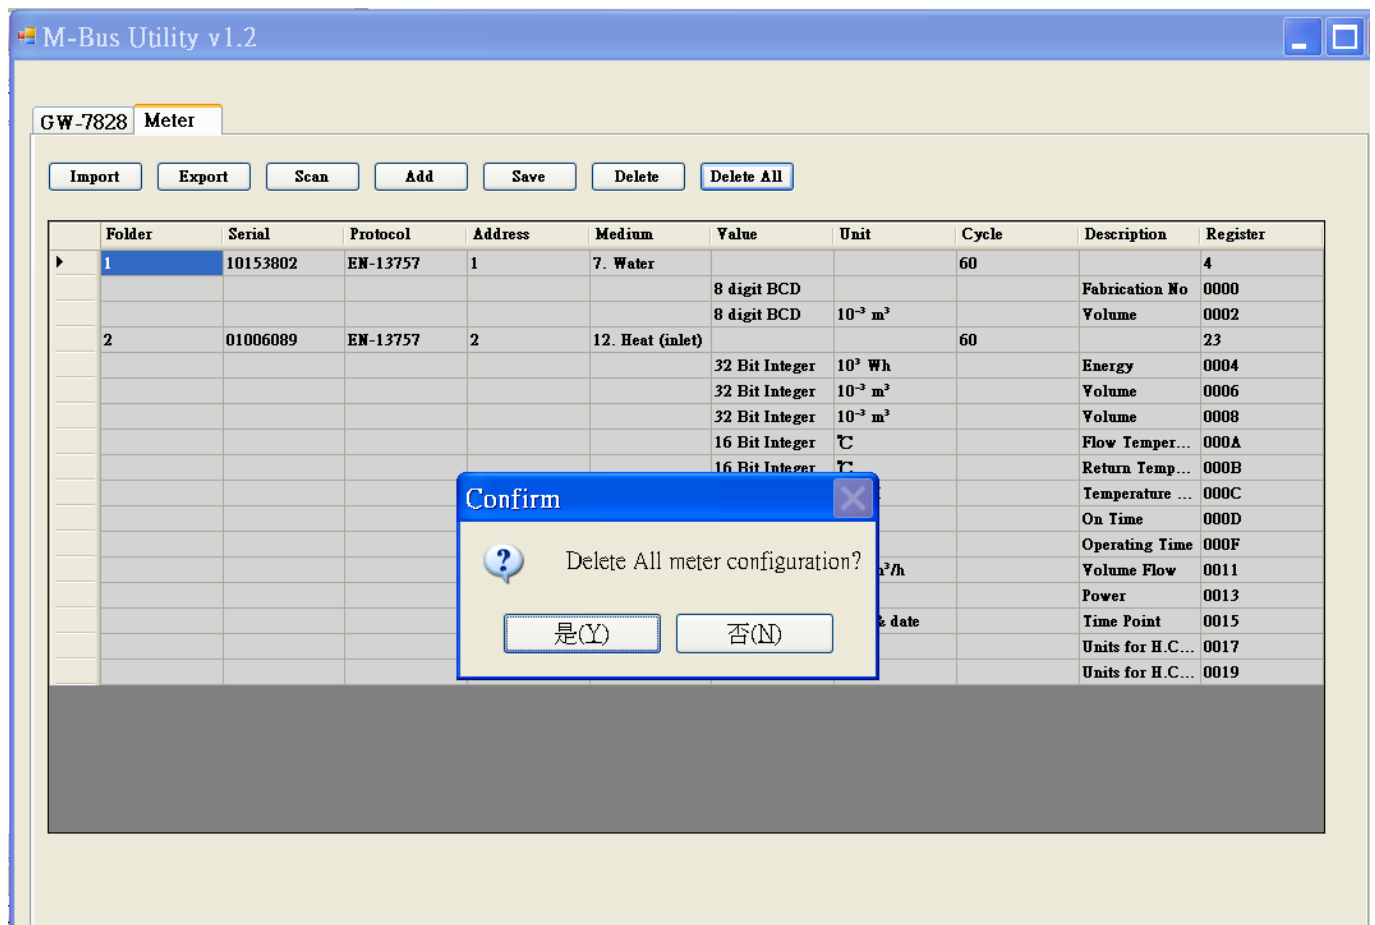 M-Bus Utility v1.2
GW-7828 Meter
Import Export Scan Add Save Delete Delete All
Folder Serial Protocol Address Medium Value Unit Cycle Description Register
1 10153802 EN-13757 1 7. Water 60 4
8 digit BCD Fabrication No 0000
8 digit BCD 10⁻³ m³ Volume 0002
2 01006089 EN-13757 2 12. Heat (inlet) 60 23
32 Bit Integer 10³ Wh Energy 0004
32 Bit Integer 10⁻³ m³ Volume 0006
32 Bit Integer 10⁻³ m³ Volume 0008
16 Bit Integer ℃ Flow Temper... 000A
16 Bit Integer ℃ Return Temp... 000B
Temperature ... 000C
On Time 000D
Operating Time 000F
m³/h Volume Flow 0011
Power 0013
& date Time Point 0015
Units for H.C... 0017
Units for H.C... 0019
Confirm
Delete All meter configuration?
是(Y) 否(N)